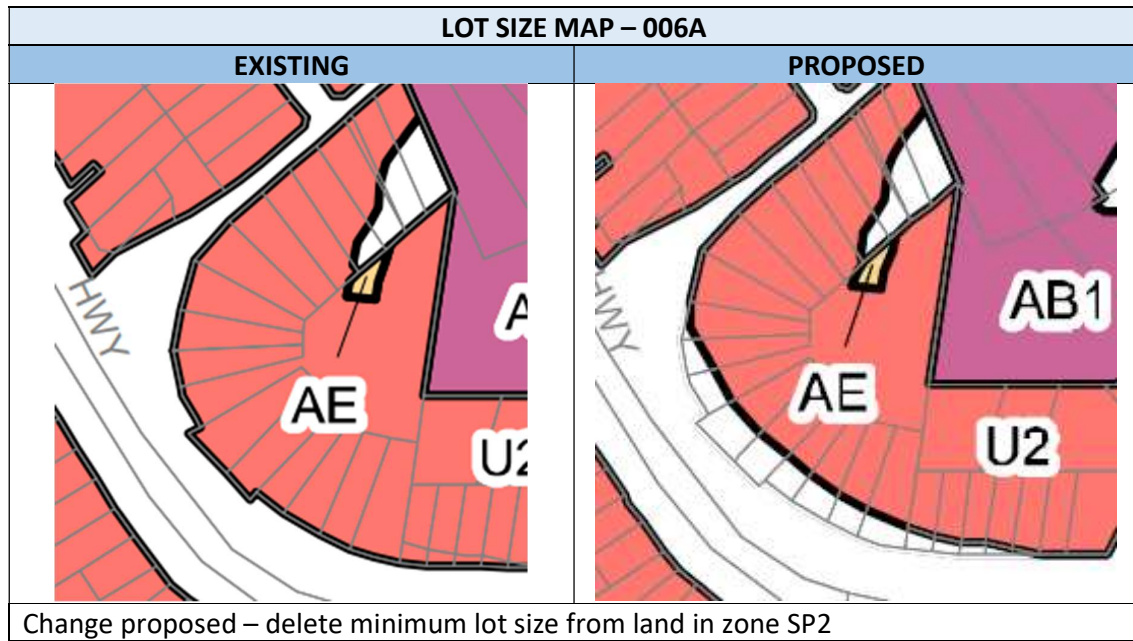 LOT SIZE MAP – 006A
EXISTING
PROPOSED
HWY
AE
A
U2
HWY
AE
AB1
U2
Change proposed – delete minimum lot size from land in zone SP2